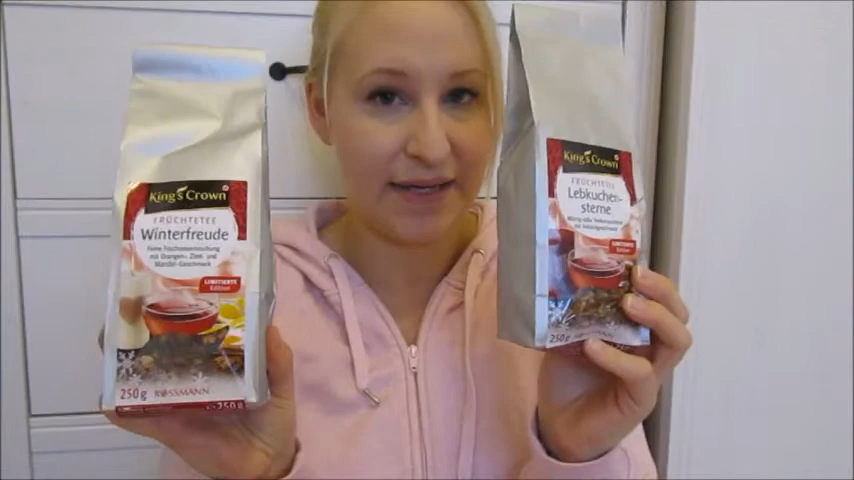 King's Crown
FRÜCHTETEE
Winterfreude
Feine Früchteteemischung
mit Orangen-, Zimt- und
Mandel-Geschmack
LIMITIERTE
Edition
250g
ROSSMANN
250g
King's Crown
FRÜCHTETEE
Lebkuchen-
sterne
LIMITIERTE
Edition
250g